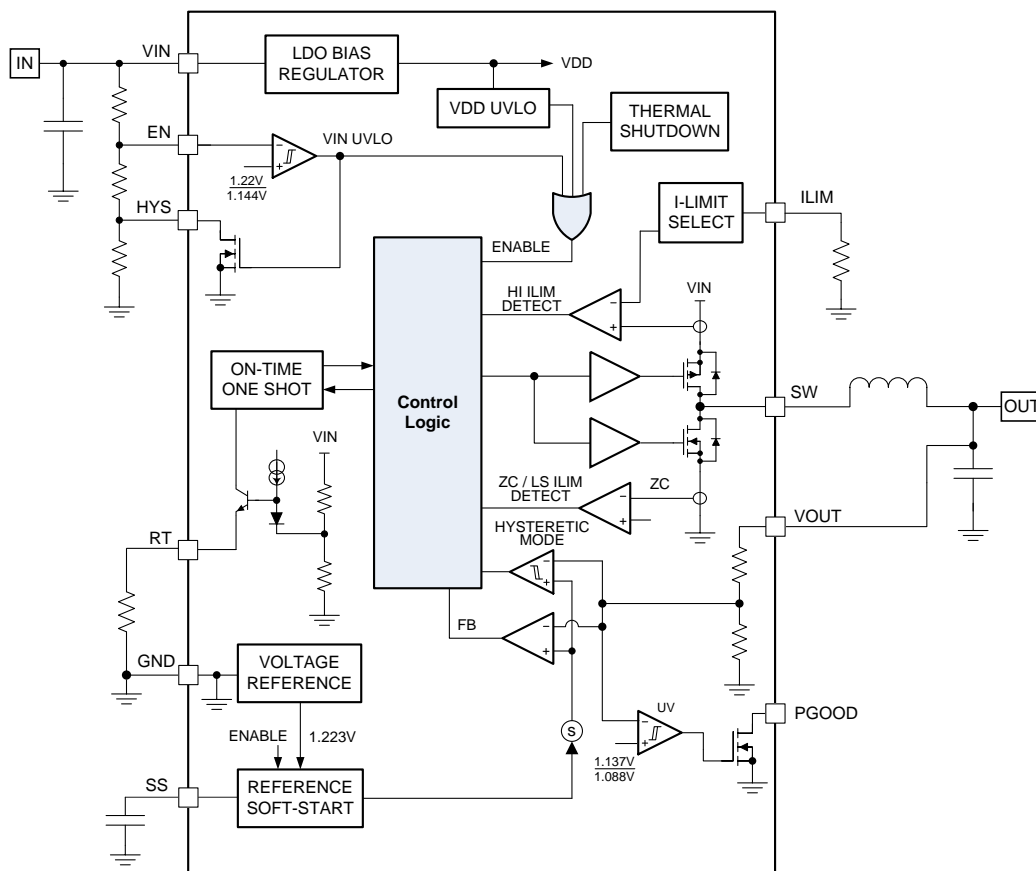 IN
VIN
LDO BIAS
REGULATOR
VDD
VDD UVLO
THERMAL
SHUTDOWN
EN
-
+
1.22V
1.144V
VIN UVLO
HYS
I-LIMIT
SELECT
ILIM
ENABLE
HI ILIM
DETECT
-
+
VIN
ON-TIME
ONE SHOT
Control
Logic
SW
OUT
VIN
ZC / LS ILIM
DETECT
-
+
ZC
VOUT
HYSTERETIC
MODE
-
+
RT
FB
-
+
GND
VOLTAGE
REFERENCE
ENABLE
1.223V
S
UV
-
+
1.137V
1.088V
PGOOD
SS
REFERENCE
SOFT-START